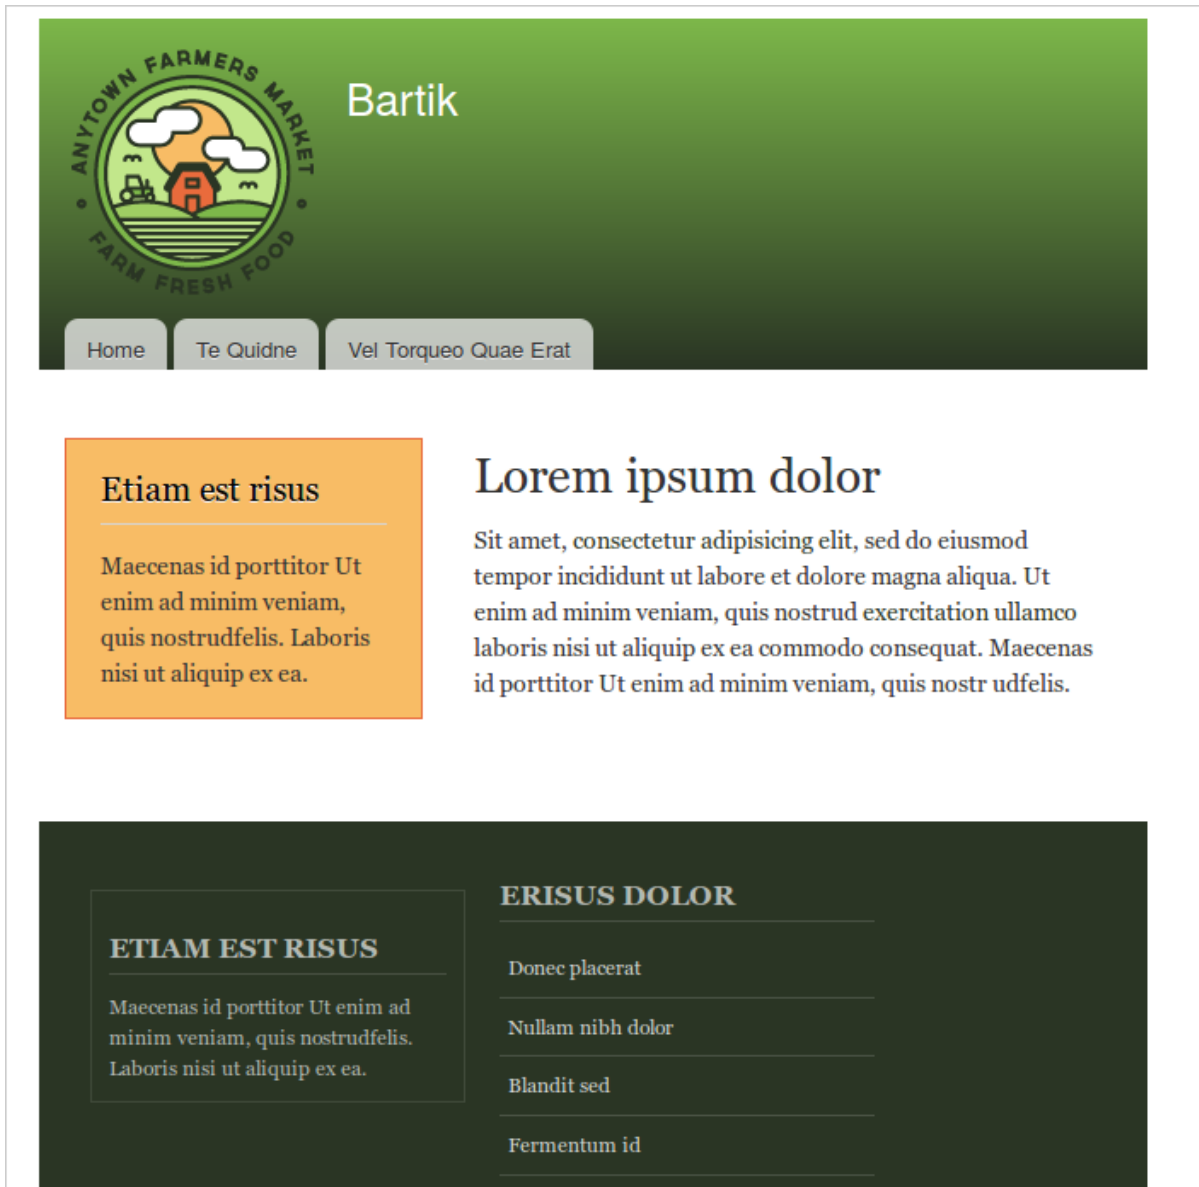 ANYTOWN FARMERS MARKET
FARM FRESH FOOD
Bartik
Home
Te Quidne
Vel Torqueo Quae Erat
Etiam est risus
Maecenas id porttitor Ut
enim ad minim veniam,
quis nostrudfelis. Laboris
nisi ut aliquip ex ea.
Lorem ipsum dolor
Sit amet, consectetur adipisicing elit, sed do eiusmod
tempor incididunt ut labore et dolore magna aliqua. Ut
enim ad minim veniam, quis nostrud exercitation ullamco
laboris nisi ut aliquip ex ea commodo consequat. Maecenas
id porttitor Ut enim ad minim veniam, quis nostr udfelis.
ETIAM EST RISUS
Maecenas id porttitor Ut enim ad
minim veniam, quis nostrudfelis.
Laboris nisi ut aliquip ex ea.
ERISUS DOLOR
Donec placerat
Nullam nibh dolor
Blandit sed
Fermentum id